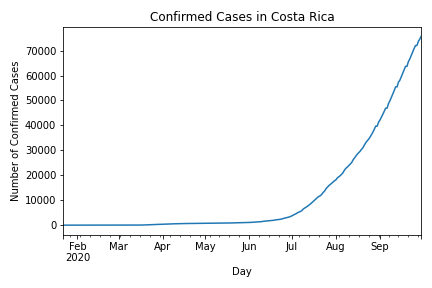 Confirmed Cases in Costa Rica
Number of Confirmed Cases
70000
60000
50000
40000
30000
20000
10000
0
Feb Mar Apr May Jun Jul Aug Sep
2020
Day